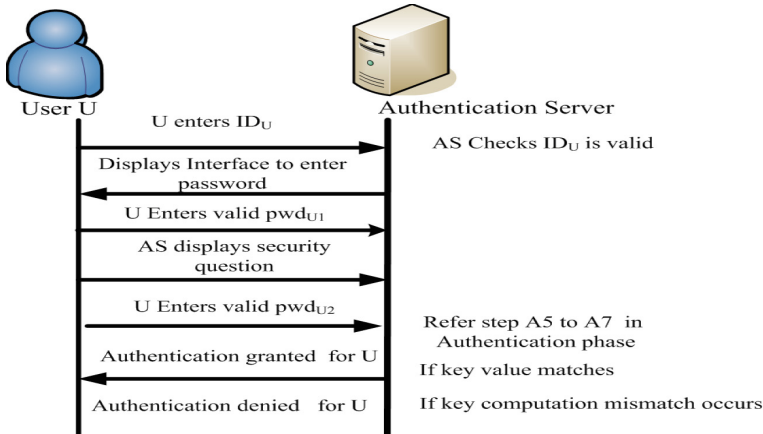 User U
Authentication Server
U enters IDU
AS Checks IDU is valid
Displays Interface to enter
password
U Enters valid pwdU1
AS displays security
question
U Enters valid pwdU2
Refer step A5 to A7 in
Authentication phase
Authentication granted for U
If key value matches
Authentication denied for U
If key computation mismatch occurs